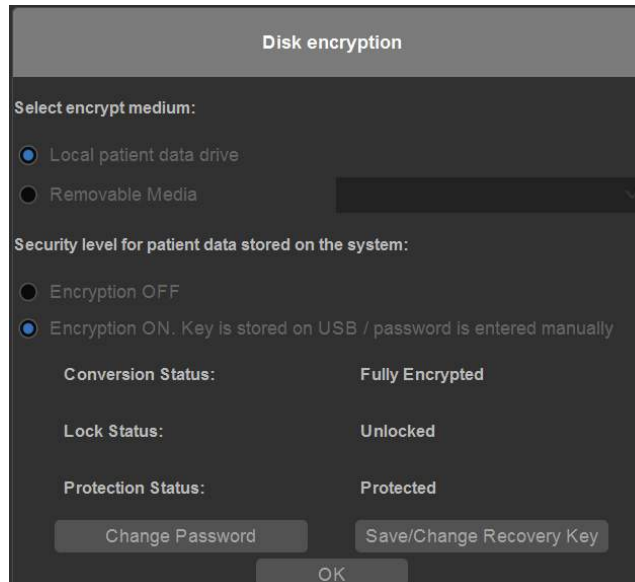 Disk encryption
Select encrypt medium:
Local patient data drive
Removable Media
Security level for patient data stored on the system:
Encryption OFF
Encryption ON. Key is stored on USB / password is entered manually
Conversion Status: Fully Encrypted
Lock Status: Unlocked
Protection Status: Protected
Change Password Save/Change Recovery Key
OK